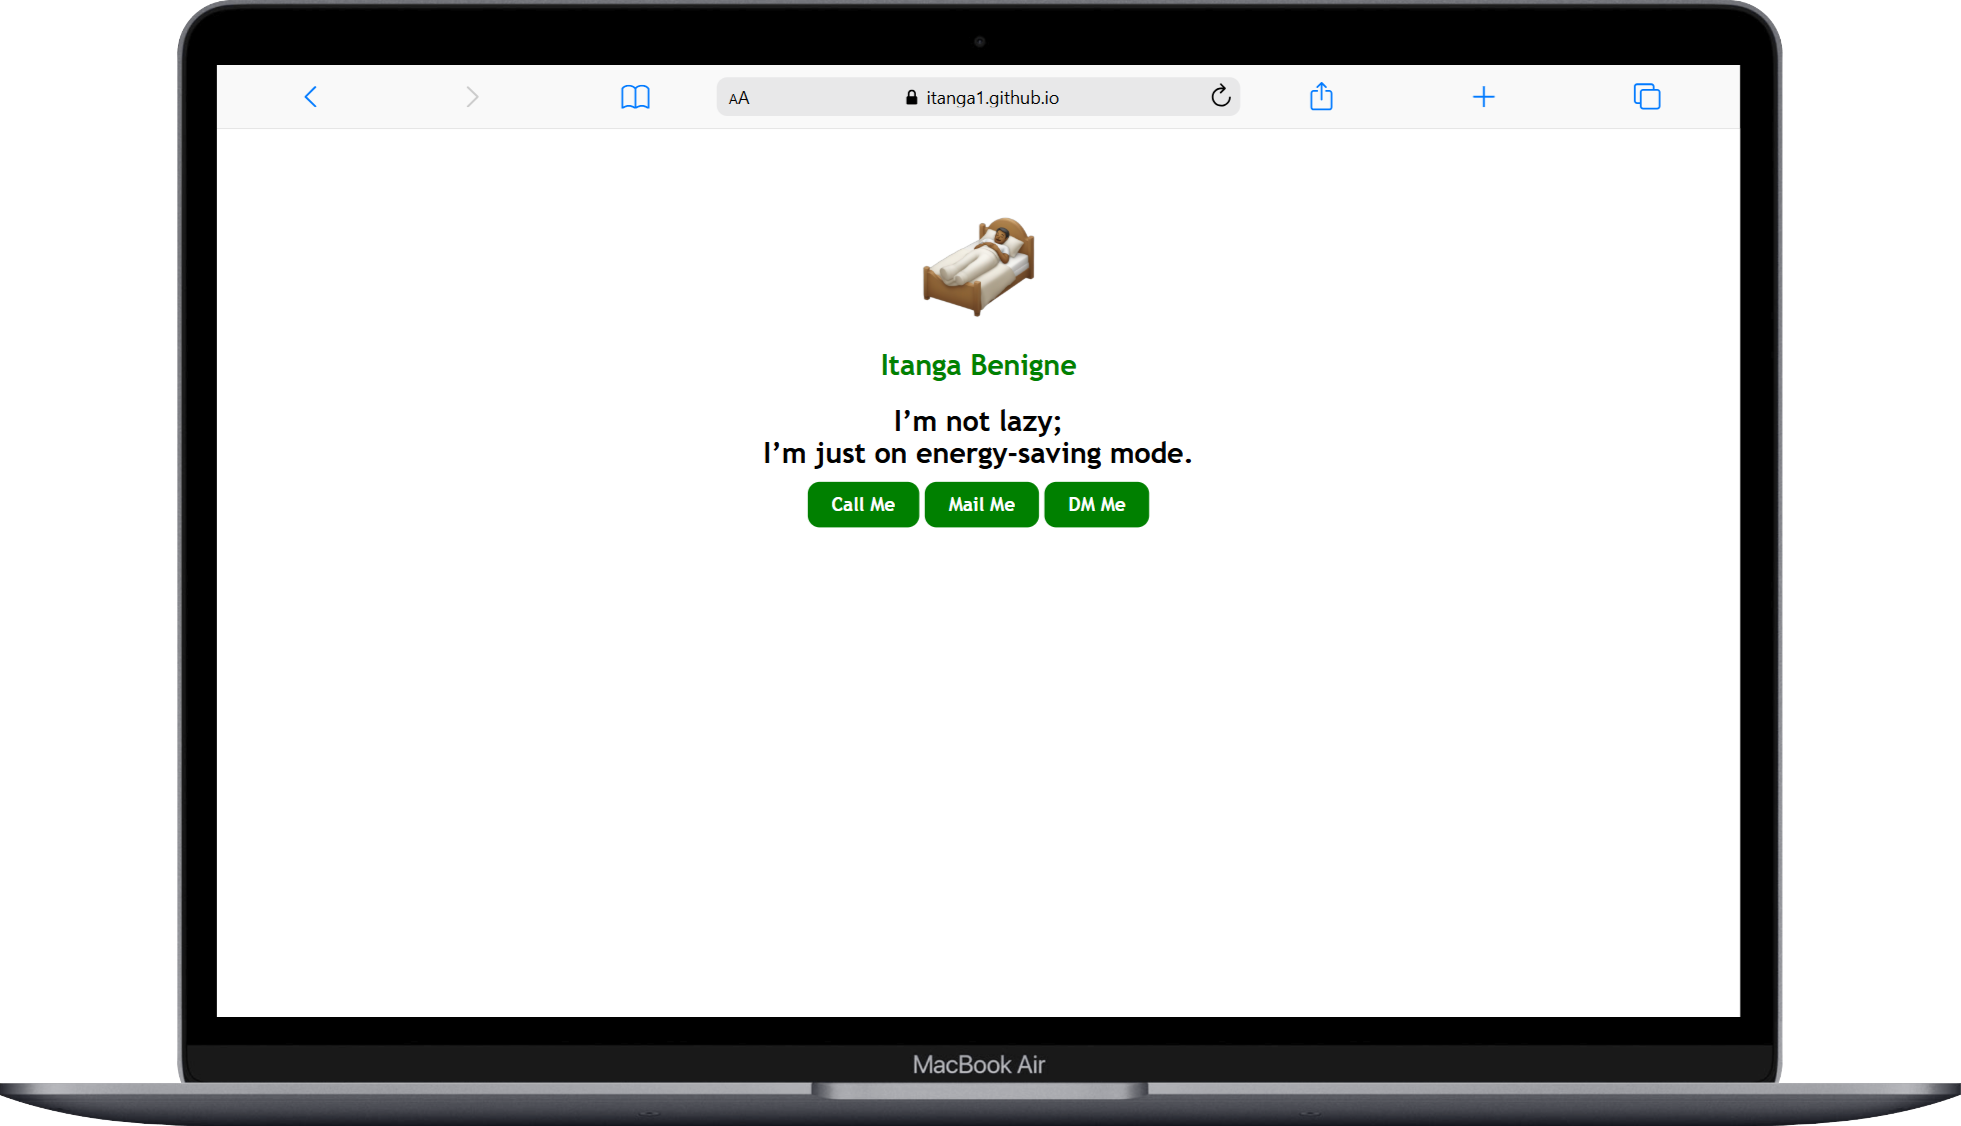 AA itanga1.github.io
Itanga Benigne
I’m not lazy;
I’m just on energy-saving mode.
Call Me Mail Me DM Me
MacBook Air